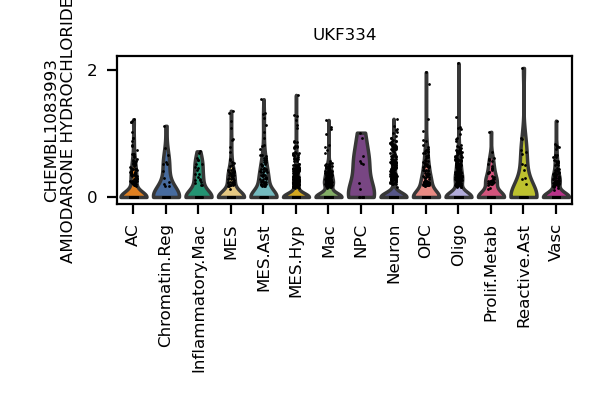 UKF334
CHEMBL1083993
AMIODARONE HYDROCHLORIDE
2
0
AC
Chromatin.Reg
Inflammatory.Mac
MES
MES.Ast
MES.Hyp
Mac
NPC
Neuron
OPC
Oligo
Prolif.Metab
Reactive.Ast
Vasc